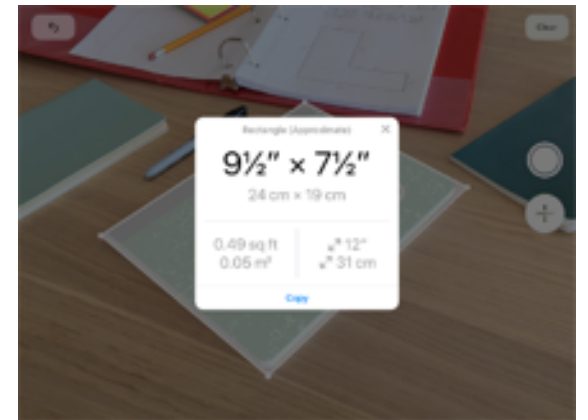 Clear
Rectangle (Approximate)
9½″ × 7½″
24 cm × 19 cm
0.49 sq ft
0.05 m²
12″
31 cm
Copy